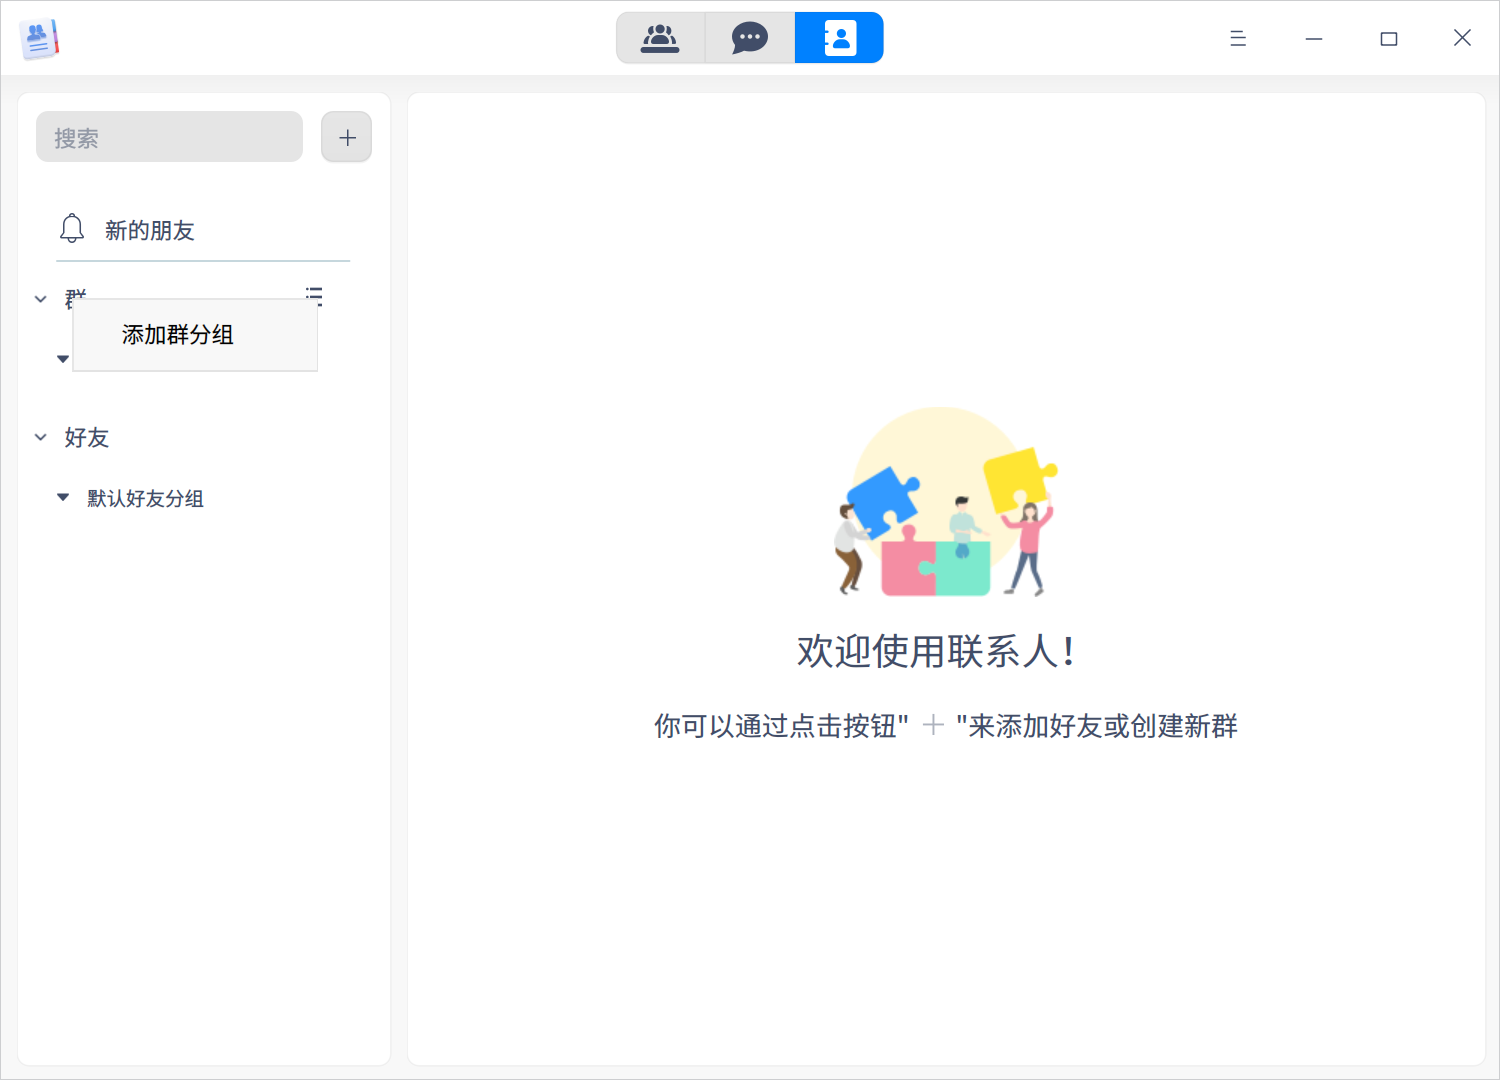 搜索
新的朋友
群
添加群分组
好友
默认好友分组
欢迎使用联系人！
你可以通过点击按钮" + "来添加好友或创建新群